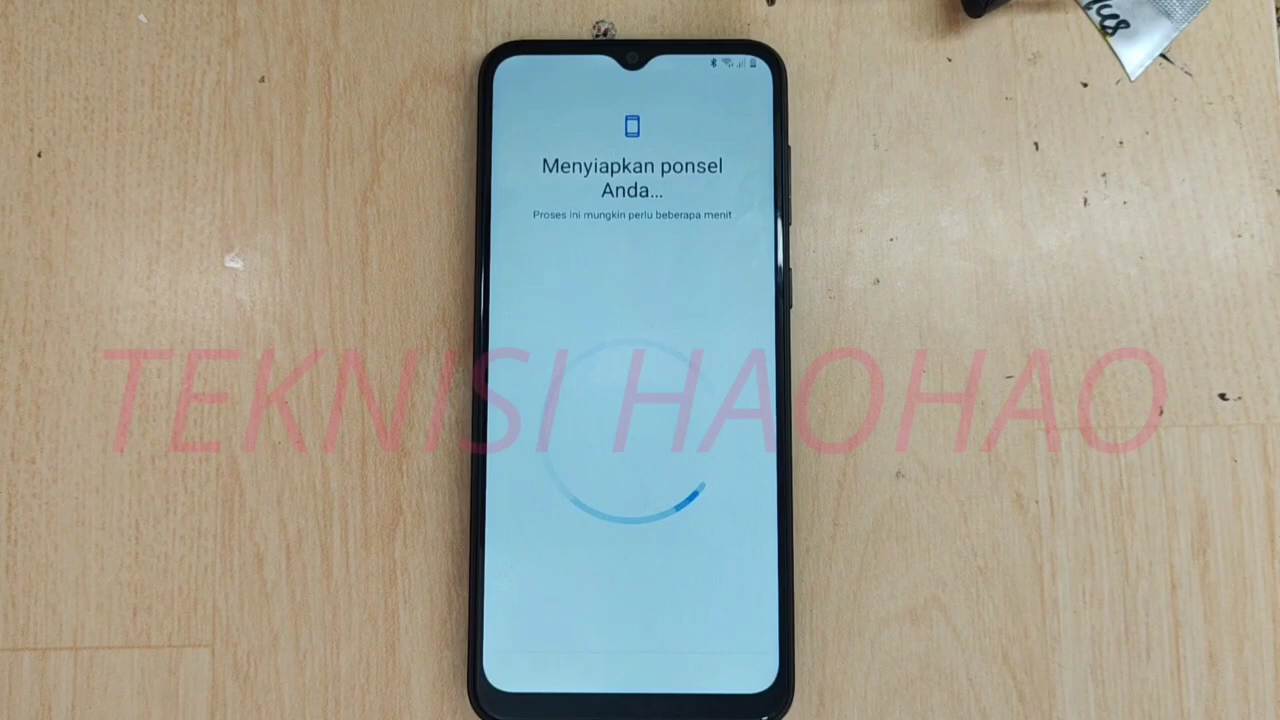 Menyiapkan ponsel
Anda...
Proses ini mungkin perlu beberapa menit
TEKNISI HAOHAO